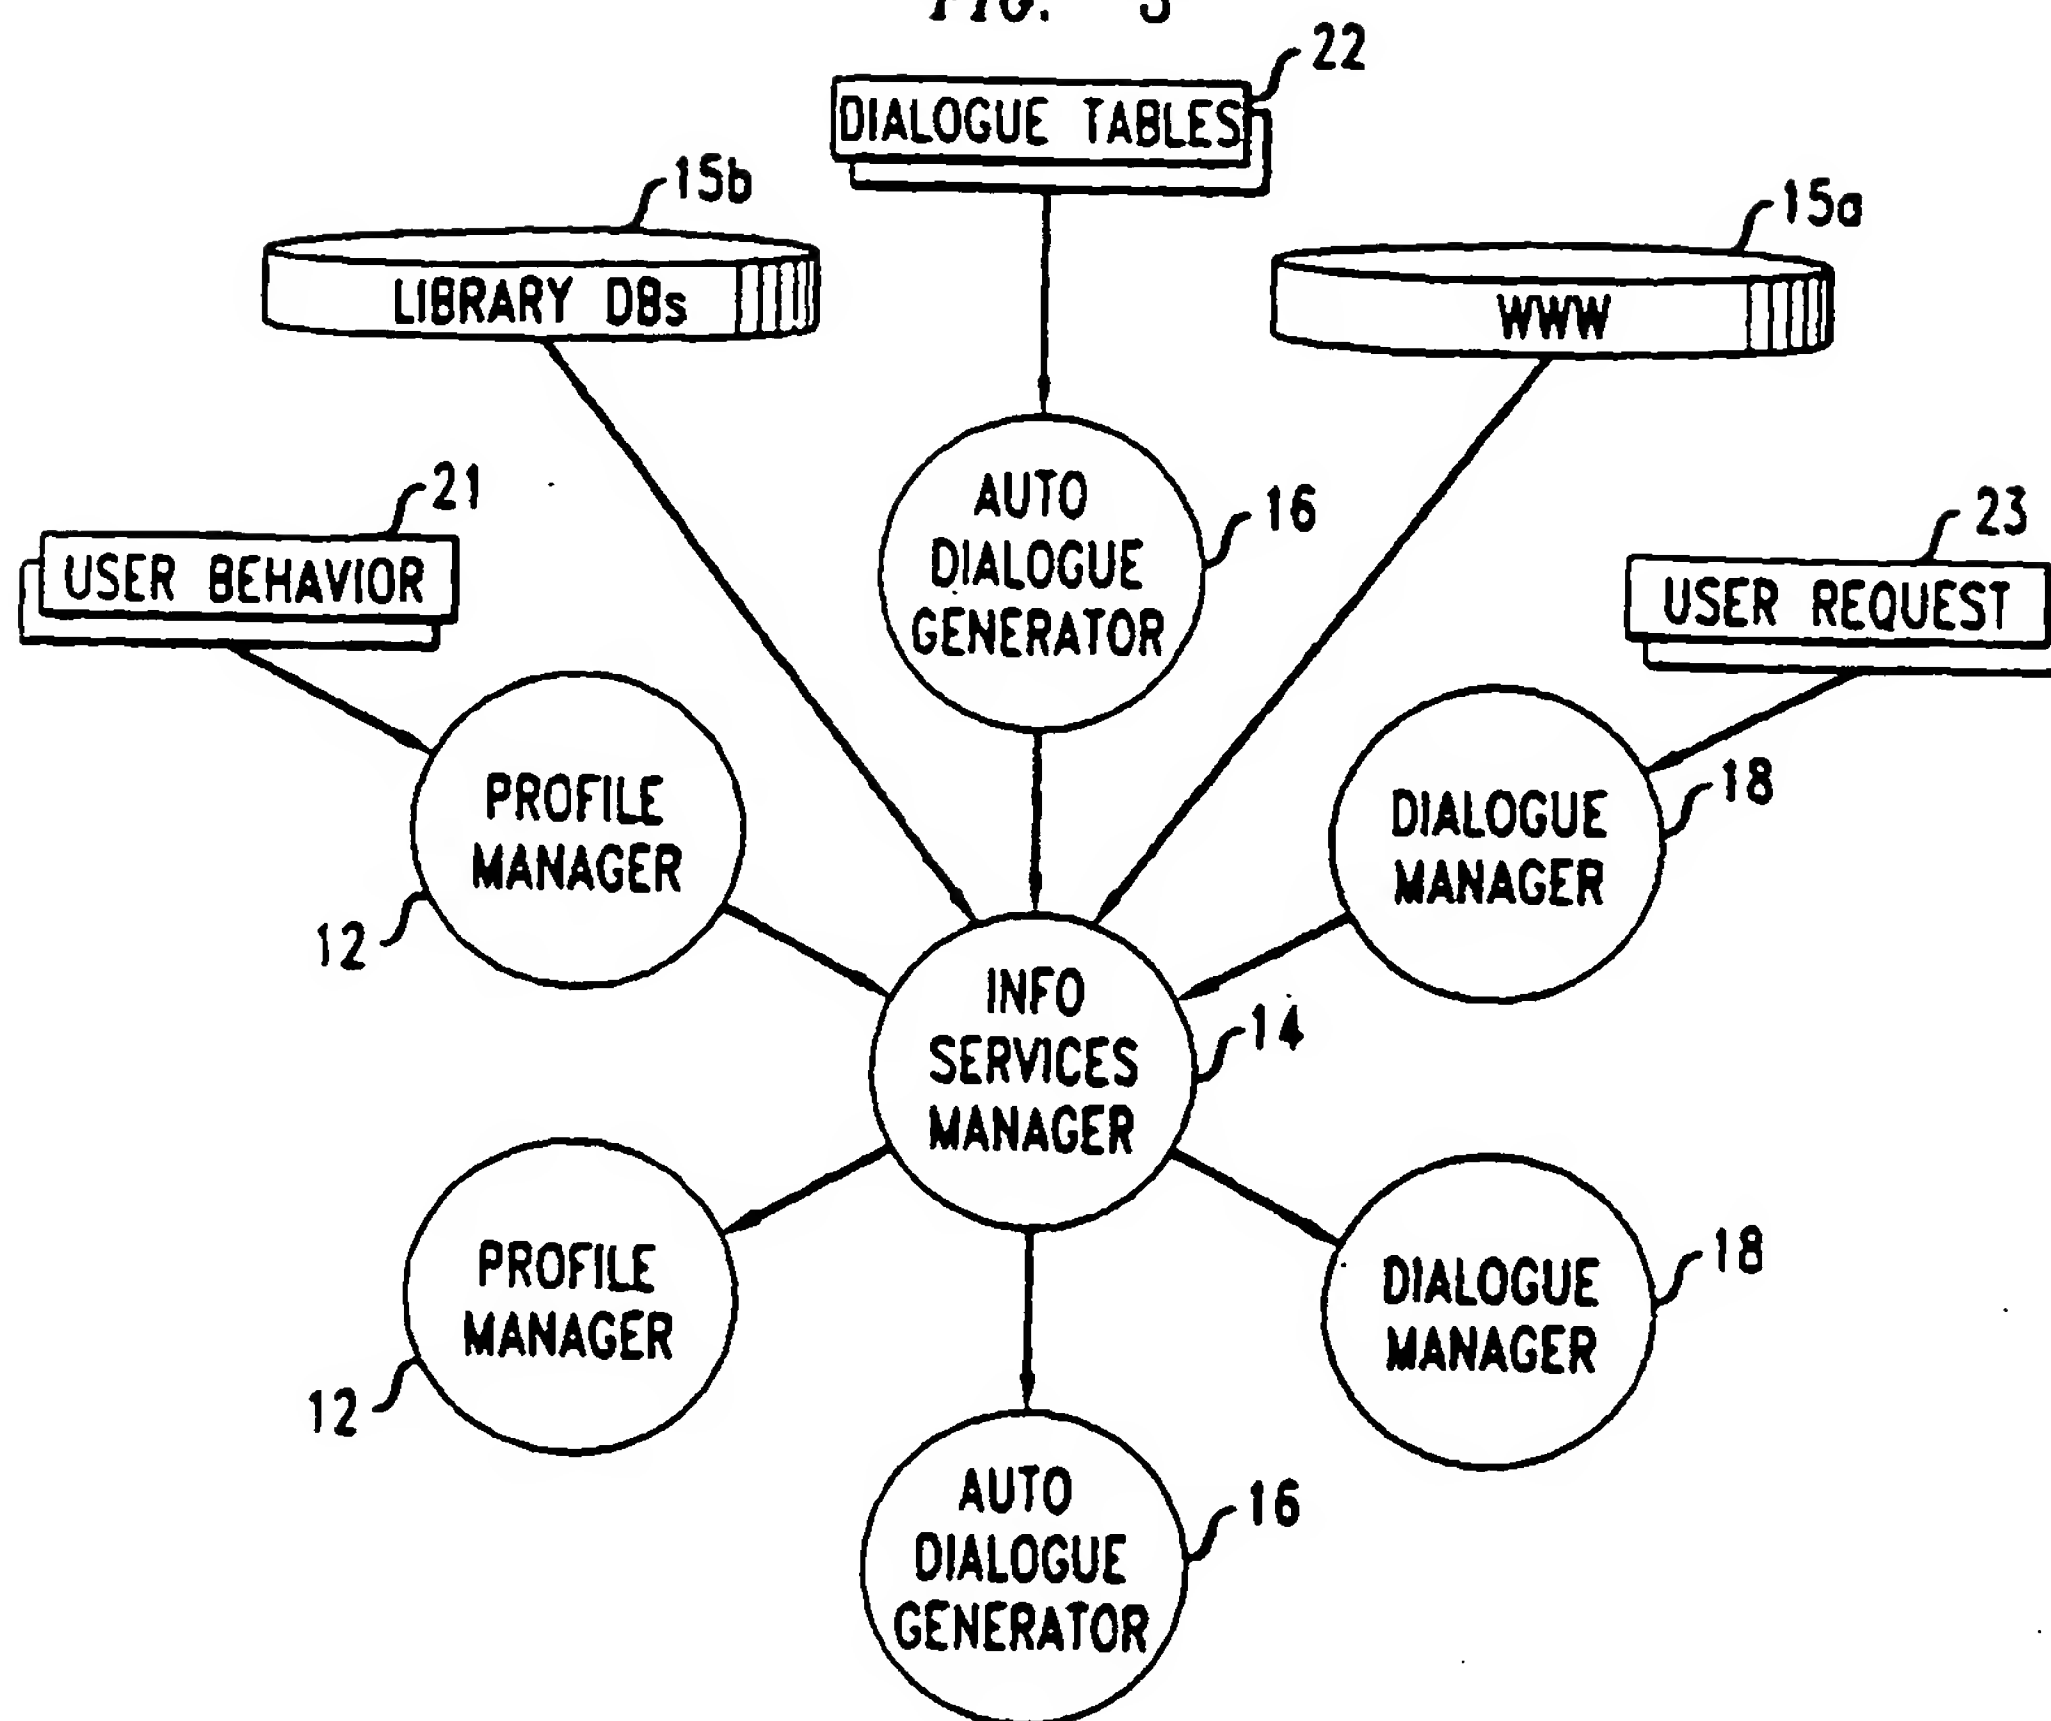 FIG. 3
22
DIALOGUE TABLES
15b
15a
LIBRARY DBs
WWW
21
AUTO
DIALOGUE
GENERATOR
16
23
USER BEHAVIOR
USER REQUEST
PROFILE
MANAGER
12
DIALOGUE
MANAGER
18
INFO
SERVICES
MANAGER
14
PROFILE
MANAGER
12
DIALOGUE
MANAGER
18
AUTO
DIALOGUE
GENERATOR
16